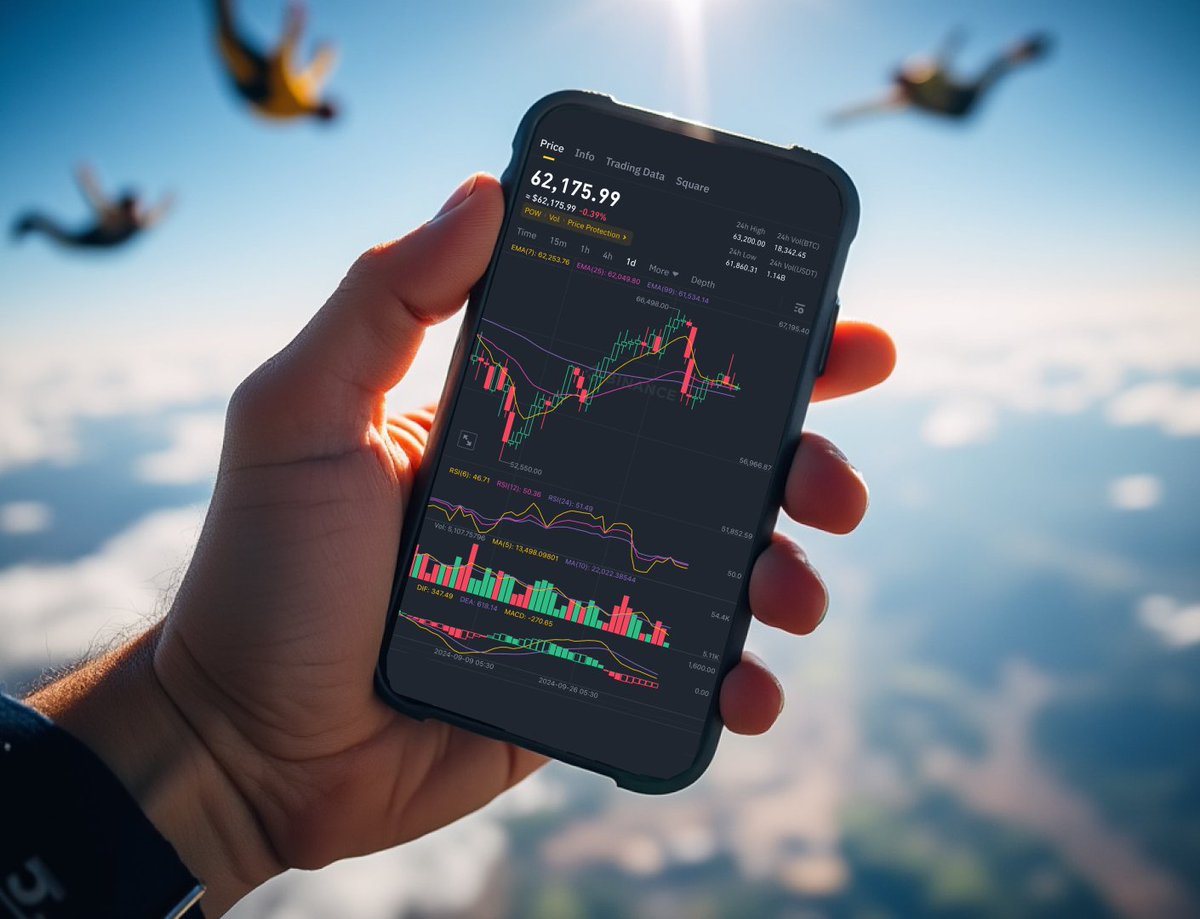 Price Info Trading Data Square
62,175.99
≈ $62,175.99 -0.39%
POW Vol Price Protection >
24h High 24h Vol(BTC)
63,200.00 18,342.45
24h Low 24h Vol(USDT)
61,860.31 1.14B
Time 15m 1h 4h 1d More Depth
EMA(7): 62,253.76 EMA(25): 62,049.80 EMA(99): 61,534.14
67,195.40
66,498.00
BINANCE
56,966.87
52,550.00
51,852.59
RSI(6): 46.71 RSI(12): 50.36 RSI(24): 51.49
50.0
Vol: 5,107.75796 MA(5): 13,498.09801 MA(10): 22,022.38544
54.4K
5.11K
DIF: 347.49 DEA: 618.14 MACD: -270.65
1,600.00
0.00
2024-09-09 05:30 2024-09-26 05:30
5